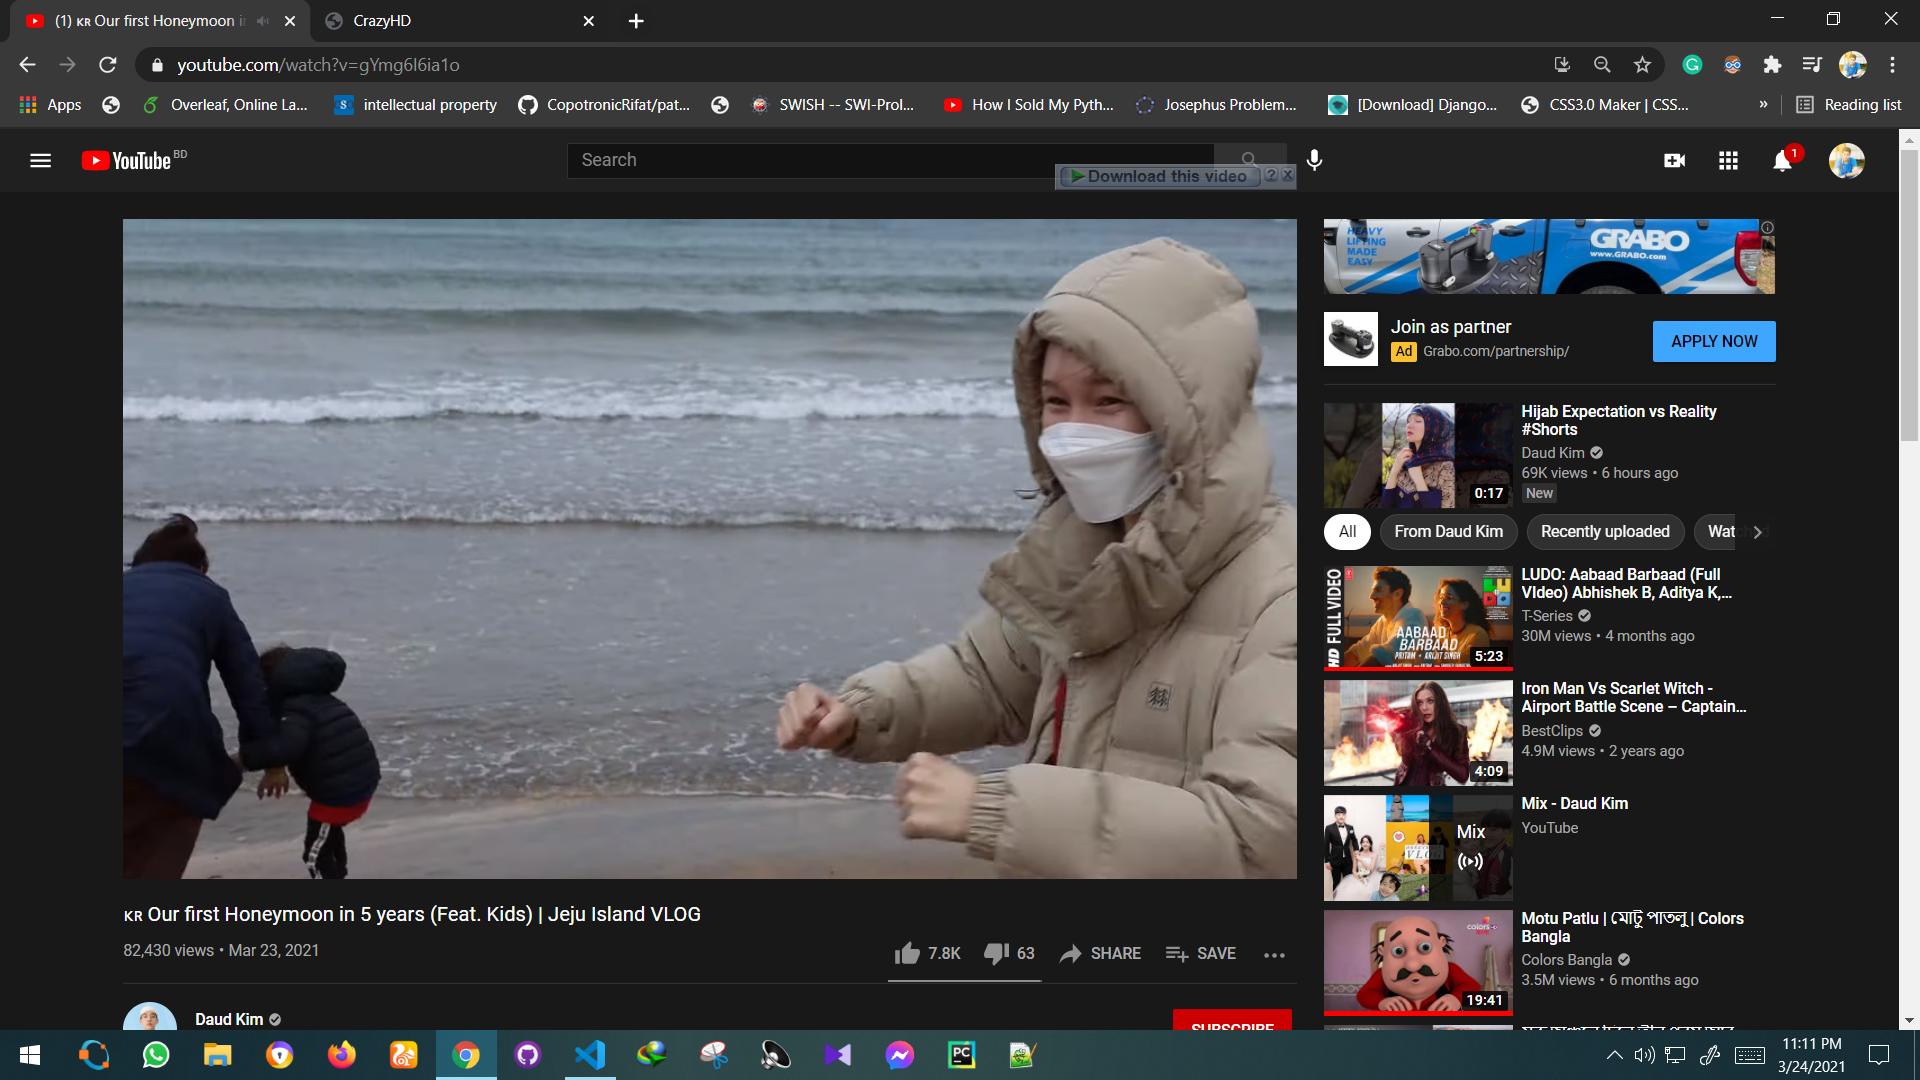 (1) ᴋʀ Our first Honeymoon in
CrazyHD
youtube.com/watch?v=gYmg6l6ia1o
Apps
Overleaf, Online La...
intellectual property
CopotronicRifat/pat...
SWISH -- SWI-Prol...
How I Sold My Pyth...
Josephus Problem...
[Download] Django...
CSS3.0 Maker | CSS...
»
Reading list
YouTube BD
Search
Download this video
1
HEAVY
LIFTING
MADE
EASY
GRABO
www.GRABO.com
Join as partner
Ad Grabo.com/partnership/
APPLY NOW
Hijab Expectation vs Reality
#Shorts
Daud Kim
69K views • 6 hours ago
New
0:17
All
From Daud Kim
Recently uploaded
HD FULL VIDEO
AABAAD
BARBAAD
PRITAM • ARIJIT SINGH
5:23
LUDO: Aabaad Barbaad (Full
VIdeo) Abhishek B, Aditya K,...
T-Series
30M views • 4 months ago
4:09
Iron Man Vs Scarlet Witch -
Airport Battle Scene – Captain...
BestClips
4.9M views • 2 years ago
VLOG
Mix
Mix - Daud Kim
YouTube
colors
19:41
Motu Patlu | মোটু পাতলু | Colors
Bangla
Colors Bangla
3.5M views • 6 months ago
ᴋʀ Our first Honeymoon in 5 years (Feat. Kids) | Jeju Island VLOG
82,430 views • Mar 23, 2021
7.8K
63
SHARE
SAVE
Daud Kim
SUBSCRIBE
PC
11:11 PM
3/24/2021